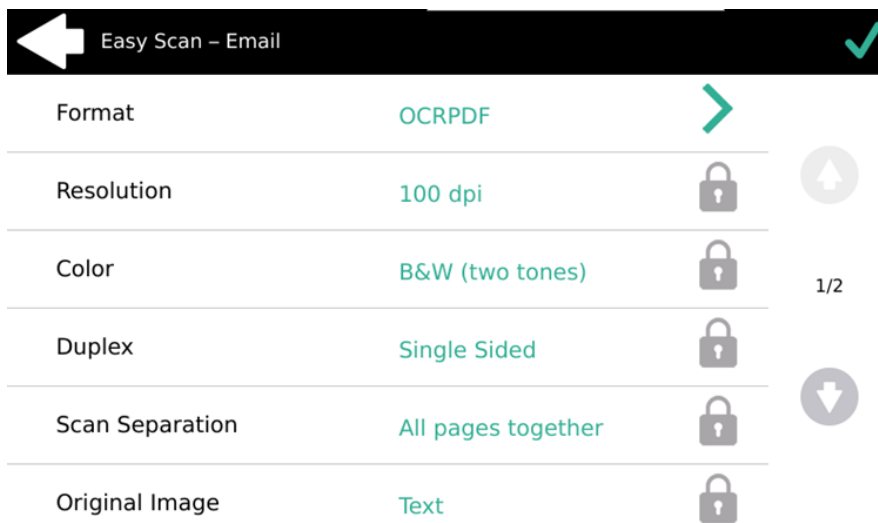 Easy Scan – Email
Format OCRPDF
Resolution 100 dpi
Color B&W (two tones)
1/2
Duplex Single Sided
Scan Separation All pages together
Original Image Text